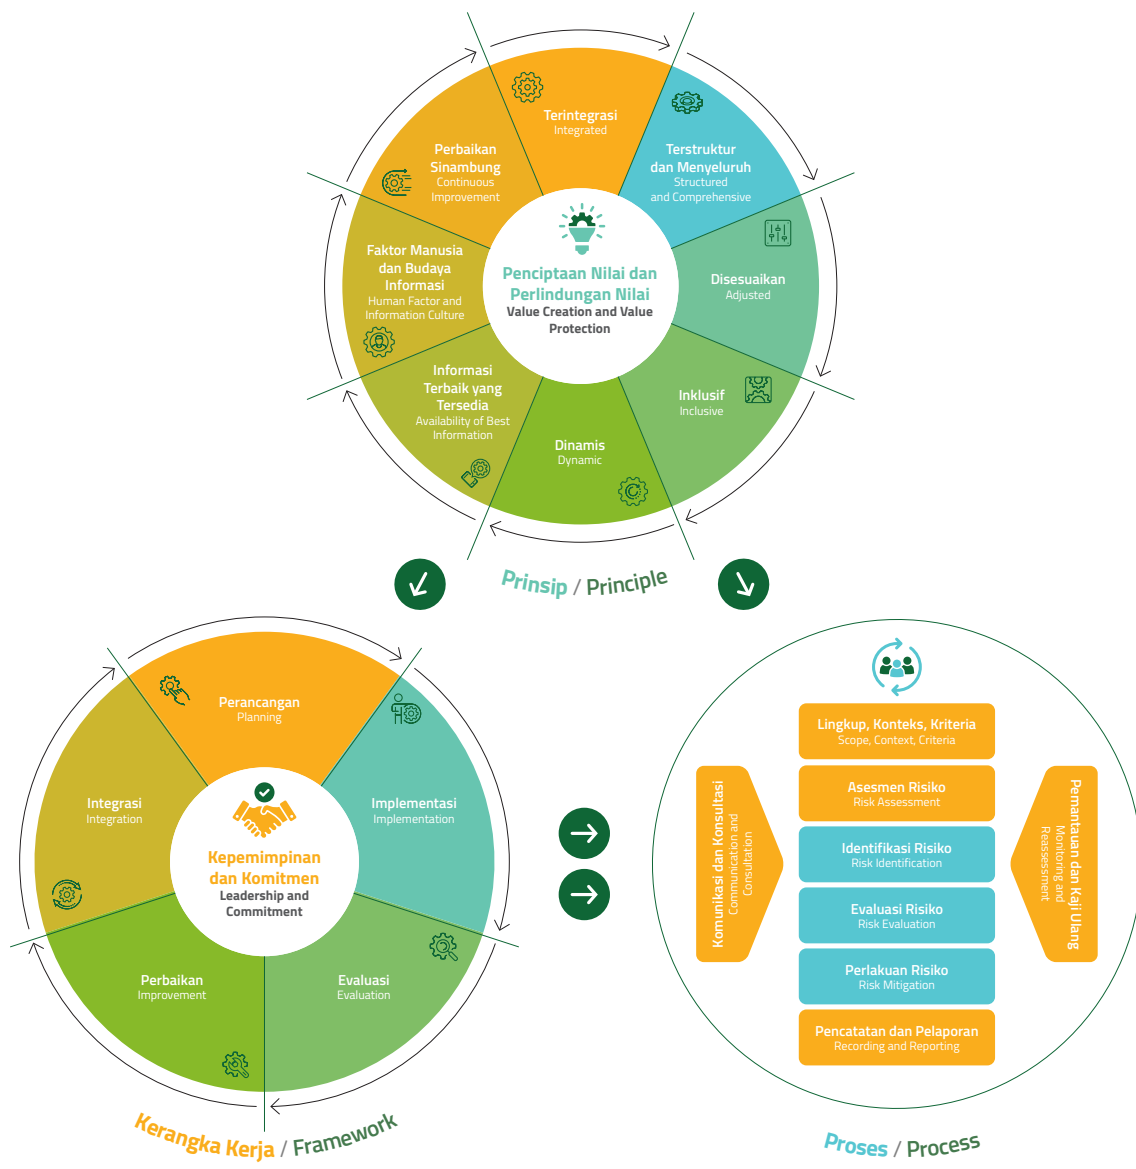 Terintegrasi
Integrated
Terstruktur
dan Menyeluruh
Structured
and Comprehensive
Disesuaikan
Adjusted
Inklusif
Inclusive
Dinamis
Dynamic
Informasi
Terbaik yang
Tersedia
Availability of Best
Information
Faktor Manusia
dan Budaya
Informasi
Human Factor and
Information Culture
Perbaikan
Sinambung
Continuous
Improvement
Penciptaan Nilai dan
Perlindungan Nilai
Value Creation and Value
Protection
Prinsip / Principle
Perancangan
Planning
Implementasi
Implementation
Evaluasi
Evaluation
Perbaikan
Improvement
Integrasi
Integration
Kepemimpinan
dan Komitmen
Leadership and
Commitment
Kerangka Kerja / Framework
Komunikasi dan Konsultasi
Communication and
Consultation
Lingkup, Konteks, Kriteria
Scope, Context, Criteria
Asesmen Risiko
Risk Assessment
Identifikasi Risiko
Risk Identification
Evaluasi Risiko
Risk Evaluation
Perlakuan Risiko
Risk Mitigation
Pencatatan dan Pelaporan
Recording and Reporting
Pemantauan dan Kaji Ulang
Monitoring and
Reassessment
Proses / Process